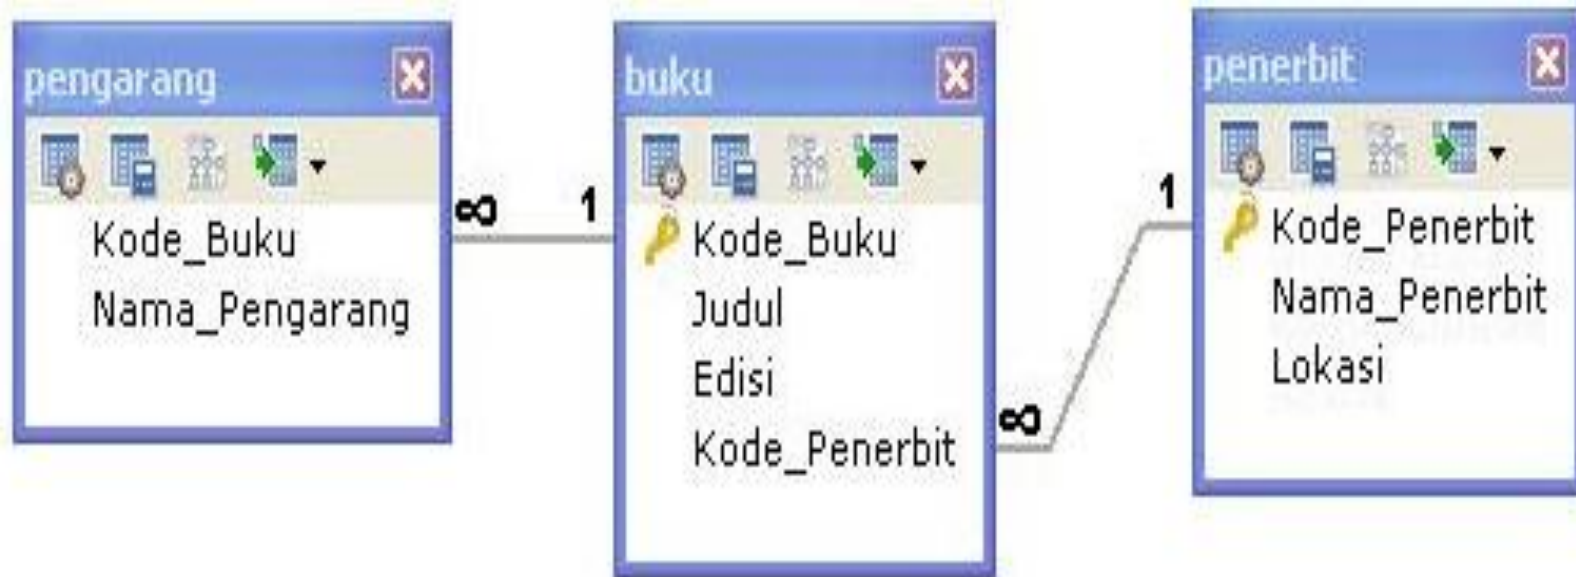 pengarang
Kode_Buku
Nama_Pengarang
∞ 1
buku
Kode_Buku
Judul
Edisi
Kode_Penerbit
∞ 1
penerbit
Kode_Penerbit
Nama_Penerbit
Lokasi